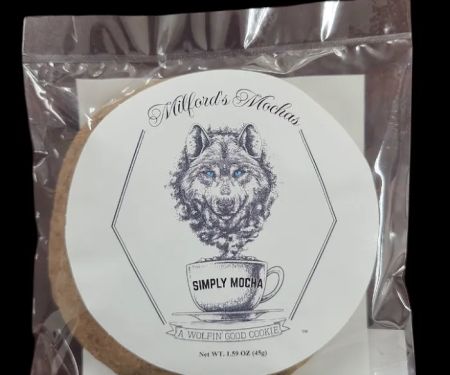 Milford's Mochas
SIMPLY MOCHA
A WOLFIN GOOD COOKIE
™
NET WT. 1.59 OZ (45g)